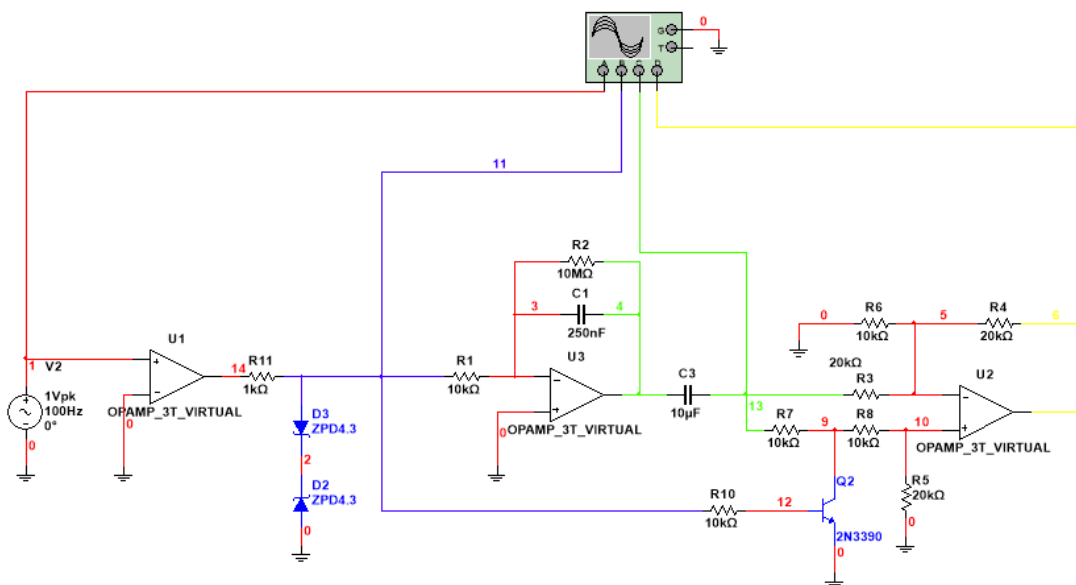 0
G
T
A B C D
11
R2
10MΩ
C1
3 4
250nF
R6
0
10kΩ
5
R4
20kΩ
6
U1
U3
1 V2
14 R11
1kΩ
R1
10kΩ
C3
10µF
13
20kΩ
R3
U2
1Vpk
100Hz
0°
0
0
OPAMP_3T_VIRTUAL
D3
ZPD4.3
2
D2
ZPD4.3
0
0
OPAMP_3T_VIRTUAL
R7
10kΩ
9
R8
10kΩ
10
OPAMP_3T_VIRTUAL
R5
20kΩ
0
Q2
R10
10kΩ
12
2N3390
0